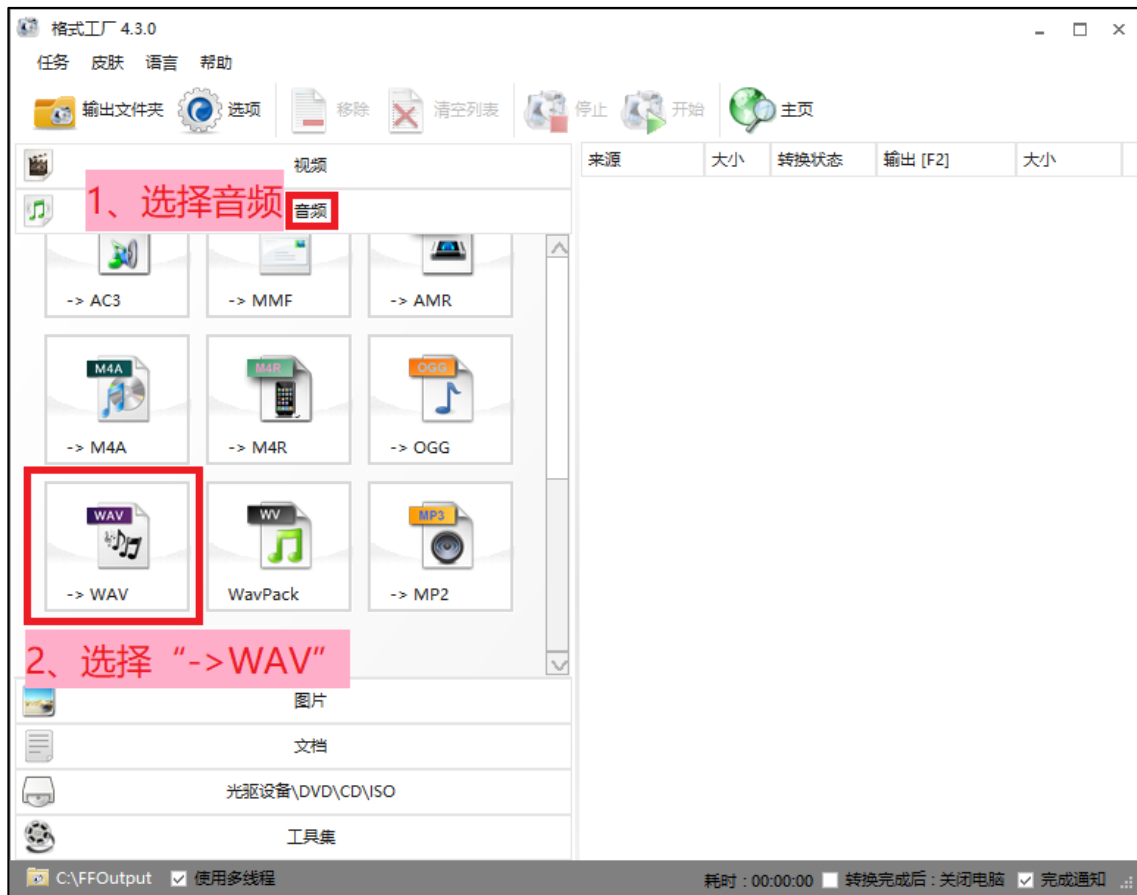 格式工厂 4.3.0
任务 皮肤 语言 帮助
输出文件夹 选项 移除 清空列表 停止 开始 主页
视频
来源 大小 转换状态 输出 [F2] 大小
1、选择音频
音频
-> AC3 -> MMF -> AMR
M4A M4R OGG
-> M4A -> M4R -> OGG
WAV WV MP3
-> WAV WavPack -> MP2
2、选择“->WAV”
图片
文档
光驱设备\DVD\CD\ISO
工具集
C:\FFOutput 使用多线程 耗时 : 00:00:00 转换完成后 : 关闭电脑 完成通知